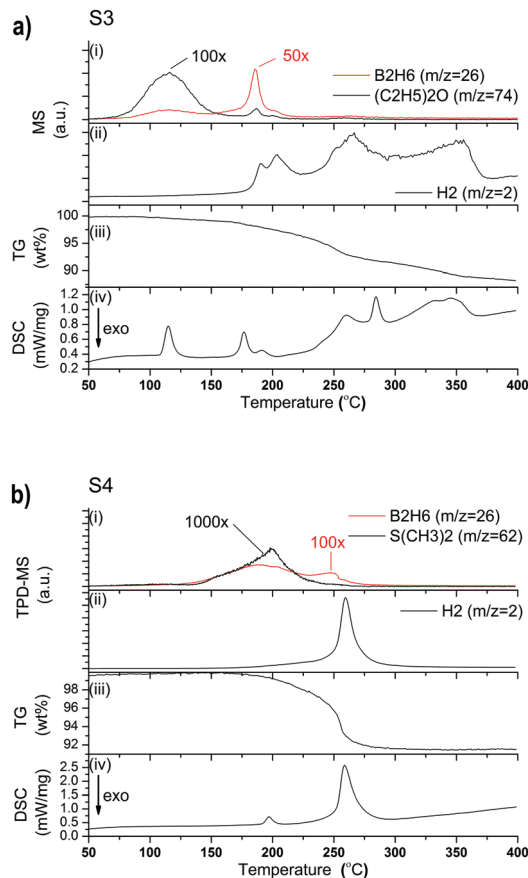 a) S3
(i)
100x
50x
B2H6 (m/z=26)
(C2H5)2O (m/z=74)
MS
(a.u.)
(ii)
H2 (m/z=2)
100
95
90
TG
(wt%)
(iii)
1.2
1.0
0.8
0.6
0.4
0.2
DSC
(mW/mg)
(iv)
exo
50 100 150 200 250 300 350 400
Temperature (°C)
b) S4
(i)
1000x
100x
B2H6 (m/z=26)
S(CH3)2 (m/z=62)
TPD-MS
(a.u.)
(ii)
H2 (m/z=2)
98
96
94
92
TG
(wt%)
(iii)
2.5
2.0
1.5
1.0
0.5
0.0
DSC
(mW/mg)
(iv)
exo
50 100 150 200 250 300 350 400
Temperature (°C)